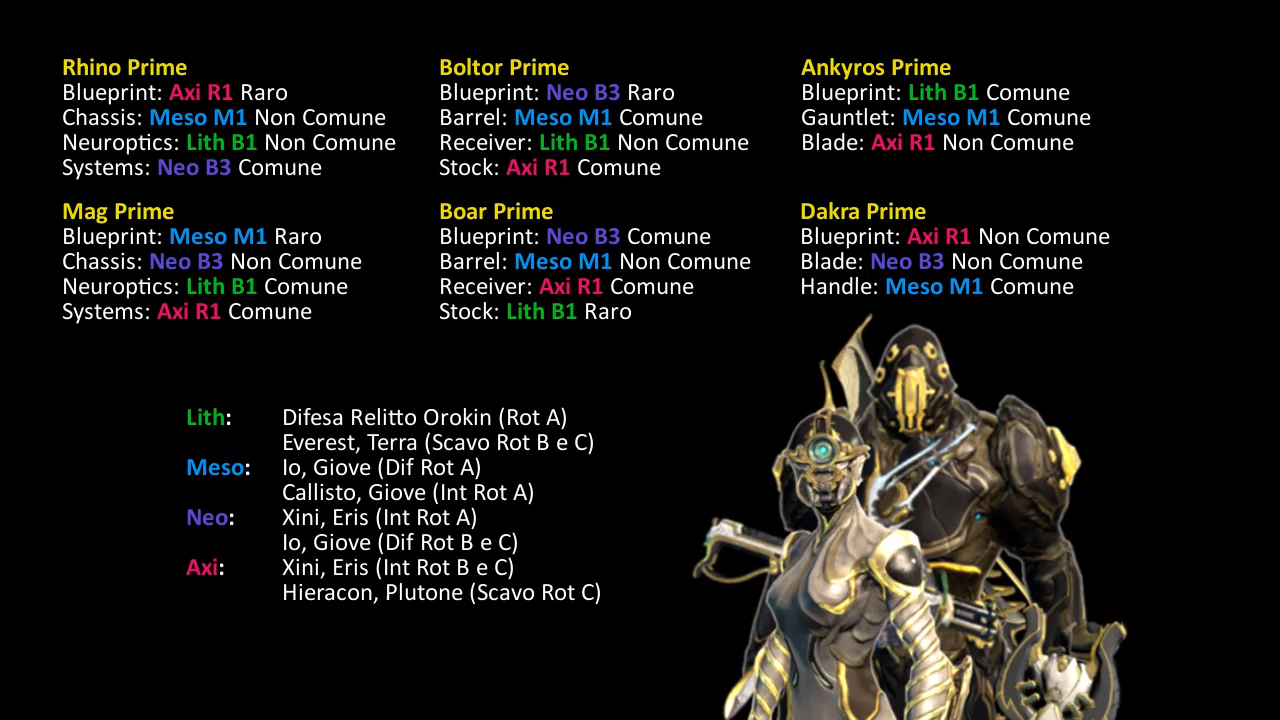 Rhino Prime
Blueprint: Axi R1 Raro
Chassis: Meso M1 Non Comune
Neuroptics: Lith B1 Non Comune
Systems: Neo B3 Comune
Boltor Prime
Blueprint: Neo B3 Raro
Barrel: Meso M1 Comune
Receiver: Lith B1 Non Comune
Stock: Axi R1 Comune
Ankyros Prime
Blueprint: Lith B1 Comune
Gauntlet: Meso M1 Comune
Blade: Axi R1 Non Comune
Mag Prime
Blueprint: Meso M1 Raro
Chassis: Neo B3 Non Comune
Neuroptics: Lith B1 Comune
Systems: Axi R1 Comune
Boar Prime
Blueprint: Neo B3 Comune
Barrel: Meso M1 Non Comune
Receiver: Axi R1 Comune
Stock: Lith B1 Raro
Dakra Prime
Blueprint: Axi R1 Non Comune
Blade: Neo B3 Non Comune
Handle: Meso M1 Comune
Lith: Difesa Relitto Orokin (Rot A)
Everest, Terra (Scavo Rot B e C)
Meso: Io, Giove (Dif Rot A)
Callisto, Giove (Int Rot A)
Neo: Xini, Eris (Int Rot A)
Io, Giove (Dif Rot B e C)
Axi: Xini, Eris (Int Rot B e C)
Hieracon, Plutone (Scavo Rot C)